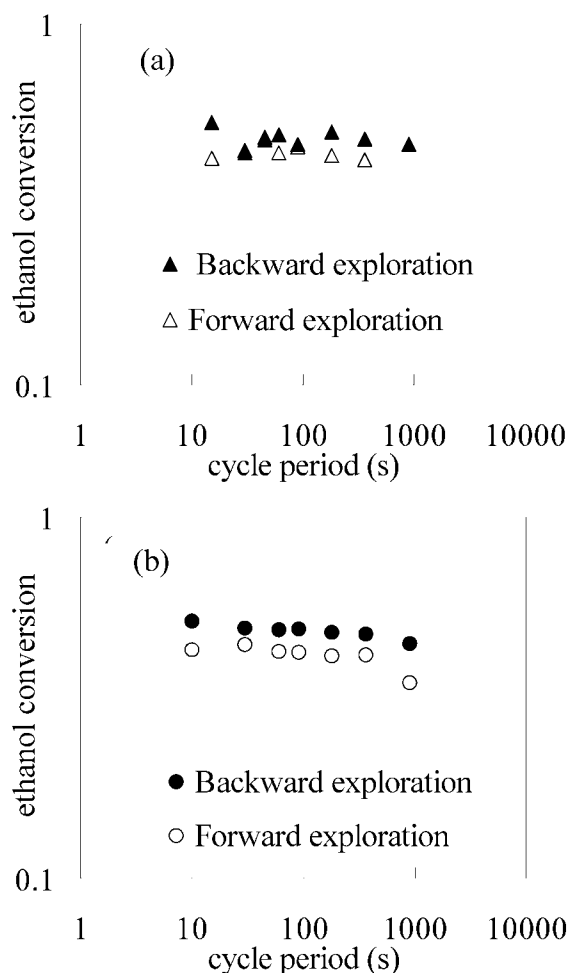 1
(a)
ethanol conversion
▲ Backward exploration
△ Forward exploration
0.1
1 10 100 1000 10000
cycle period (s)
1
(b)
ethanol conversion
● Backward exploration
○ Forward exploration
0.1
1 10 100 1000 10000
cycle period (s)